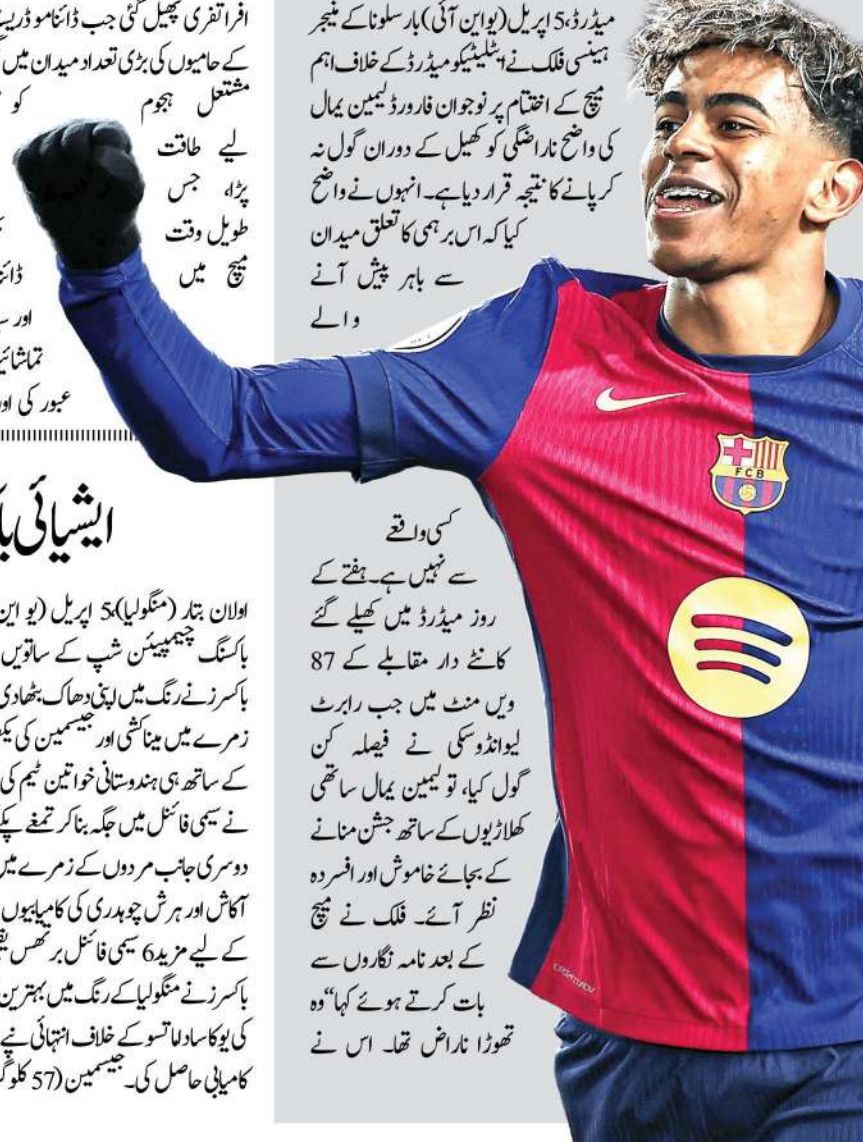 میڈرڈ،5 اپریل (یو این آئی) بارسلونا کے منیجر
ہینسی فلک نے ایٹلیٹیکو میڈرڈ کے خلاف اہم
میچ کے اختتام پر نوجوان فارورڈ لیمین یمال
کی واضح ناراضگی کو کھیل کے دوران گول نہ
کر پانے کا نتیجہ قرار دیا ہے۔ انہوں نے واضح
کیا کہ اس برہمی کا تعلق میدان
سے باہر پیش آنے
والے
کسی واقعے
سے نہیں ہے۔ ہفتے کے
روز میڈرڈ میں کھیلے گئے
کانٹے دار مقابلے کے 87
ویں منٹ میں جب رابرٹ
لیوانڈوسکی نے فیصلہ کن
گول کیا، تو لیمین یمال ساتھی
کھلاڑیوں کے ساتھ جشن منانے
کے بجائے خاموش اور افسردہ
نظر آئے۔ فلک نے میچ
کے بعد نامہ نگاروں سے
بات کرتے ہوئے کہا“وہ
تھوڑا ناراض تھا۔ اس نے
افراتفری پھیل گئی جب ڈائنامو
کے حامیوں کی بڑی تعداد میدان میں
مشتعل ہجوم کو
لیے طاقت
پڑا، جس
طویل وقت
میچ میں
اور
عبور کی
ایشیائی
اولان بتار (منگولیا)،5 اپریل (یو این
باکسنگ چیمپیئن شپ کے ساتویں
باکسرز نے رنگ میں اپنی دھاک بٹھا دی
زمرے میں میناکشی اور جیسمین کی
کے ساتھ ہی ہندوستانی خواتین ٹیم کی
نے سیمی فائنل میں جگہ بنا کر تمغے
دوسری جانب مردوں کے زمرے میں
آکاش اور ہرش چوہدری کی کامیابیوں
کے لیے مزید6 سیمی فائنل برتھس
باکسرز نے منگولیا کے رنگ میں بہترین
کی یوکا ساداماتسو کے خلاف انتہائی
کامیابی حاصل کی۔ جیسمین (57
FCB